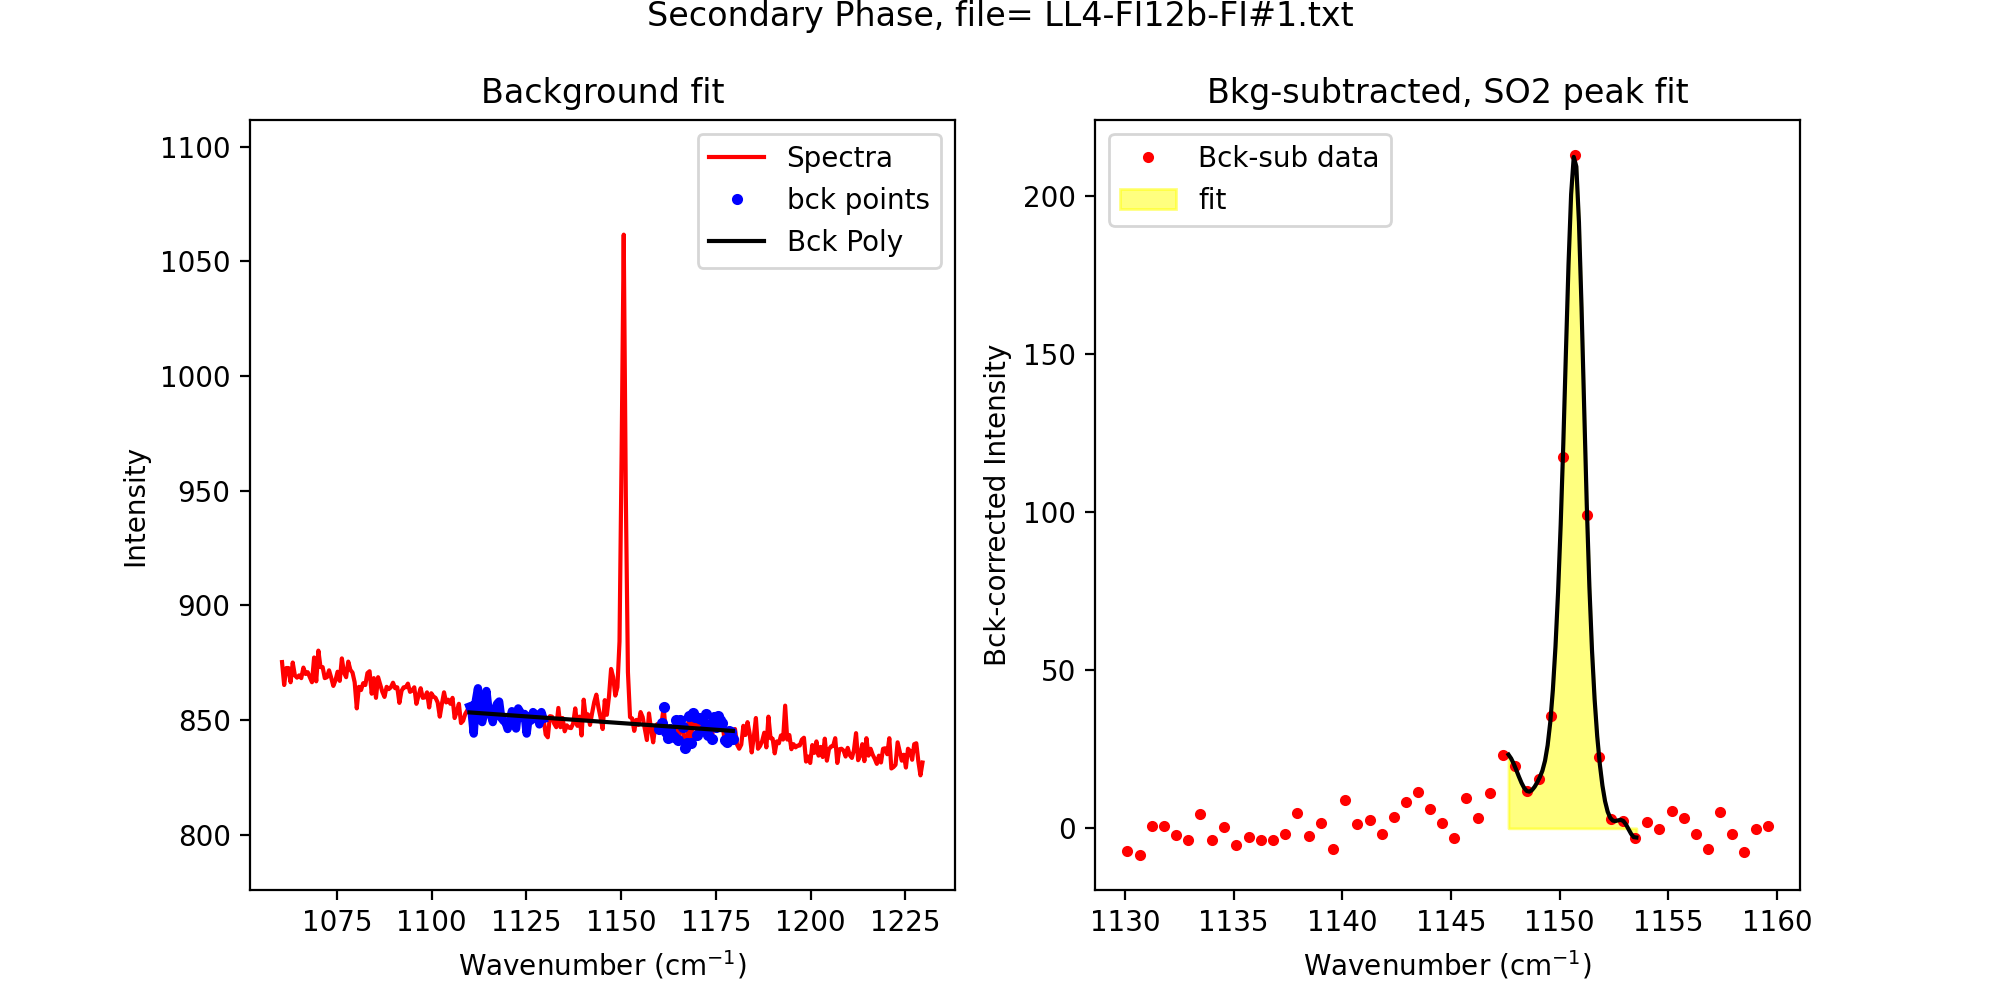 Secondary Phase, file= LL4-FI12b-FI#1.txt
Background fit
1100
1050
1000
950
900
850
800
Intensity
Spectra
bck points
Bck Poly
1075 1100 1125 1150 1175 1200 1225
Wavenumber (cm⁻¹)
Bkg-subtracted, SO2 peak fit
200
150
100
50
0
Bck-corrected Intensity
Bck-sub data
fit
1130 1135 1140 1145 1150 1155 1160
Wavenumber (cm⁻¹)